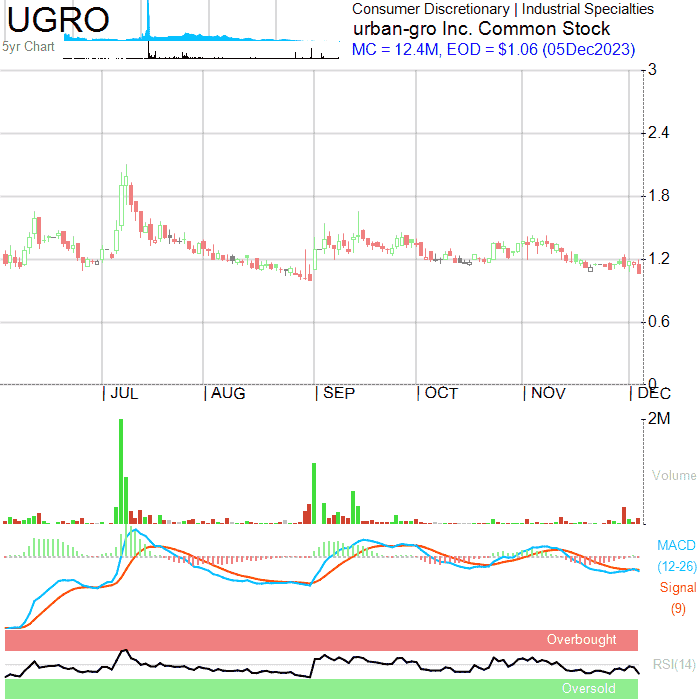 UGRO
5yr Chart
Consumer Discretionary | Industrial Specialties
urban-gro Inc. Common Stock
MC = 12.4M, EOD = $1.06 (05Dec2023)
3
2.4
1.8
1.2
0.6
0
| JUL | AUG | SEP | OCT | NOV | DEC
2M
Volume
MACD
(12-26)
Signal
(9)
Overbought
RSI(14)
Oversold